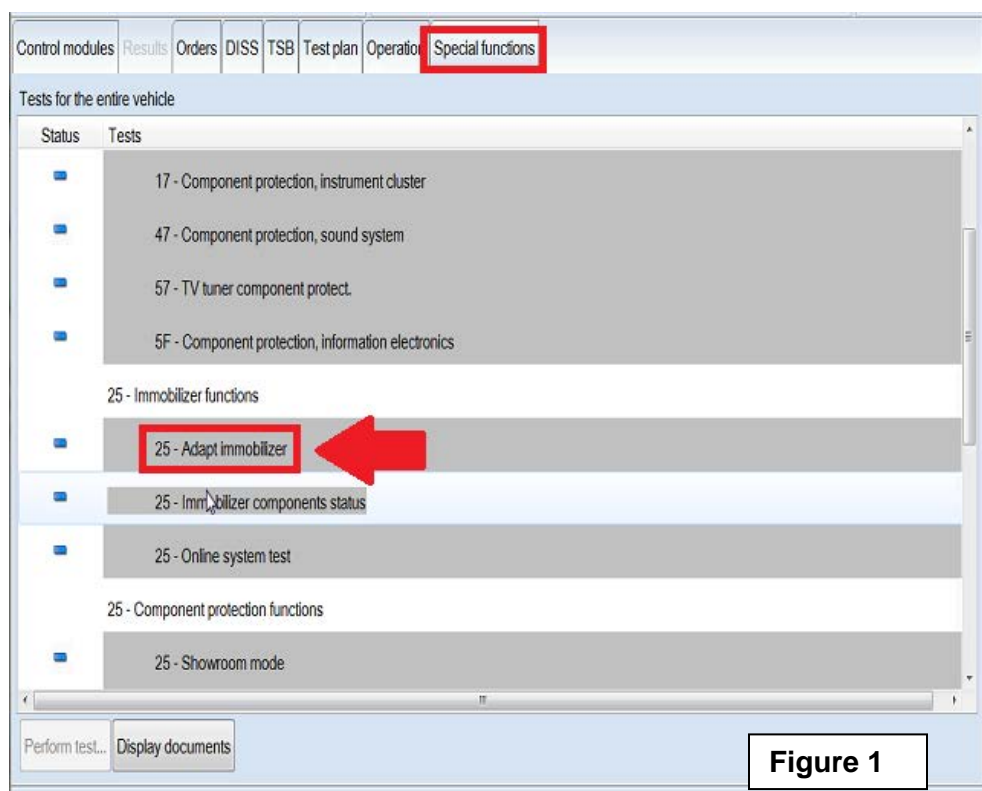 Control modules Results Orders DISS TSB Test plan Operation Special functions
Tests for the entire vehicle
Status Tests
17 - Component protection, instrument cluster
47 - Component protection, sound system
57 - TV tuner component protect.
5F - Component protection, information electronics
25 - Immobilizer functions
25 - Adapt immobilizer
25 - Immobilizer components status
25 - Online system test
25 - Component protection functions
25 - Showroom mode
Perform test... Display documents
Figure 1